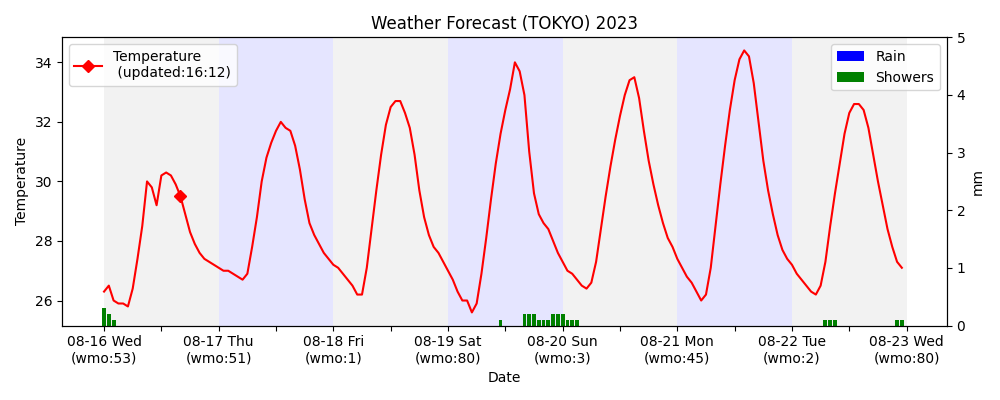 Weather Forecast (TOKYO) 2023
Temperature
(updated:16:12)
Rain
Showers
34
32
30
28
26
Temperature
5
4
3
2
1
0
mm
08-16 Wed
(wmo:53)
08-17 Thu
(wmo:51)
08-18 Fri
(wmo:1)
08-19 Sat
(wmo:80)
08-20 Sun
(wmo:3)
08-21 Mon
(wmo:45)
08-22 Tue
(wmo:2)
08-23 Wed
(wmo:80)
Date